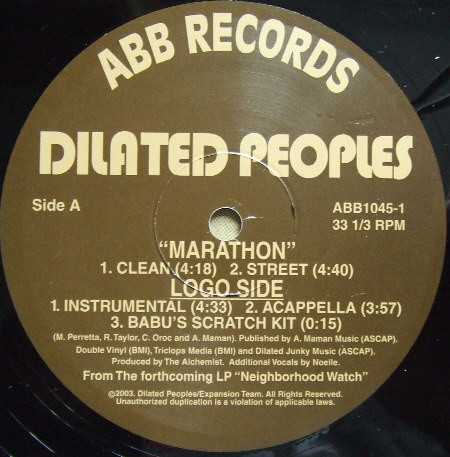 ABB RECORDS
DILATED PEOPLES
Side A
ABB1045-1
33 1/3 RPM
“MARATHON”
1. CLEAN (4:18) 2. STREET (4:40)
LOGO SIDE
1. INSTRUMENTAL (4:33) 2. ACAPPELLA (3:57)
3. BABU'S SCRATCH KIT (0:15)
(M. Perretta, R. Taylor, C. Oroc and A. Maman). Published by A. Maman Music (ASCAP).
Double Vinyl (BMI), Triclops Media (BMI) and Dilated Junky Music (ASCAP).
Produced by The Alchemist. Additional Vocals by Noelle.
From The forthcoming LP “Neighborhood Watch”
©2003. Dilated Peoples/Expansion Team. All Rights Reserved.
Unauthorized duplication is a violation of applicable laws.